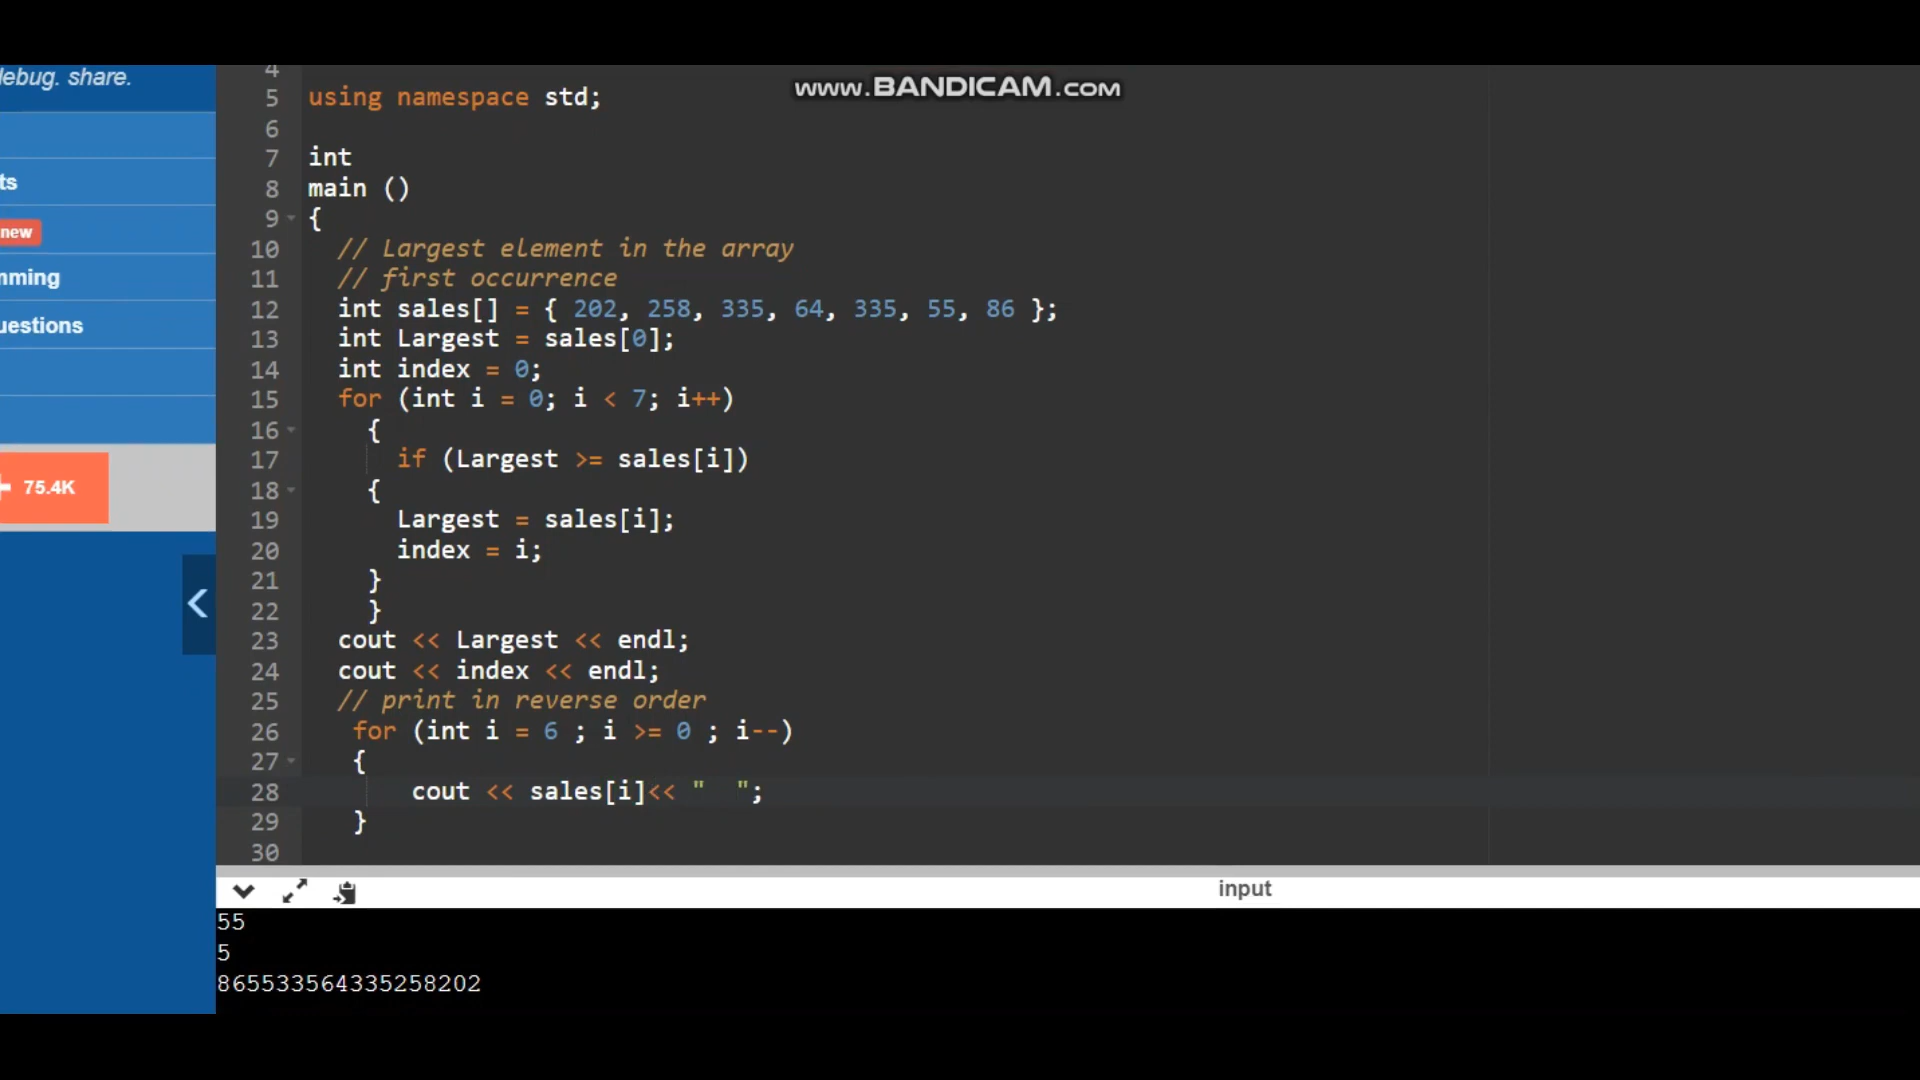 debug. share.
ts
new
mming
uestions
75.4K
www.BANDICAM.com
4
5 using namespace std;
6
7 int
8 main ()
9 {
10 // Largest element in the array
11 // first occurrence
12 int sales[] = { 202, 258, 335, 64, 335, 55, 86 };
13 int Largest = sales[0];
14 int index = 0;
15 for (int i = 0; i < 7; i++)
16 {
17 if (Largest >= sales[i])
18 {
19 Largest = sales[i];
20 index = i;
21 }
22 }
23 cout << Largest << endl;
24 cout << index << endl;
25 // print in reverse order
26 for (int i = 6 ; i >= 0 ; i--)
27 {
28 cout << sales[i]<< "  ";
29 }
30
input
55
5
865533564335258202